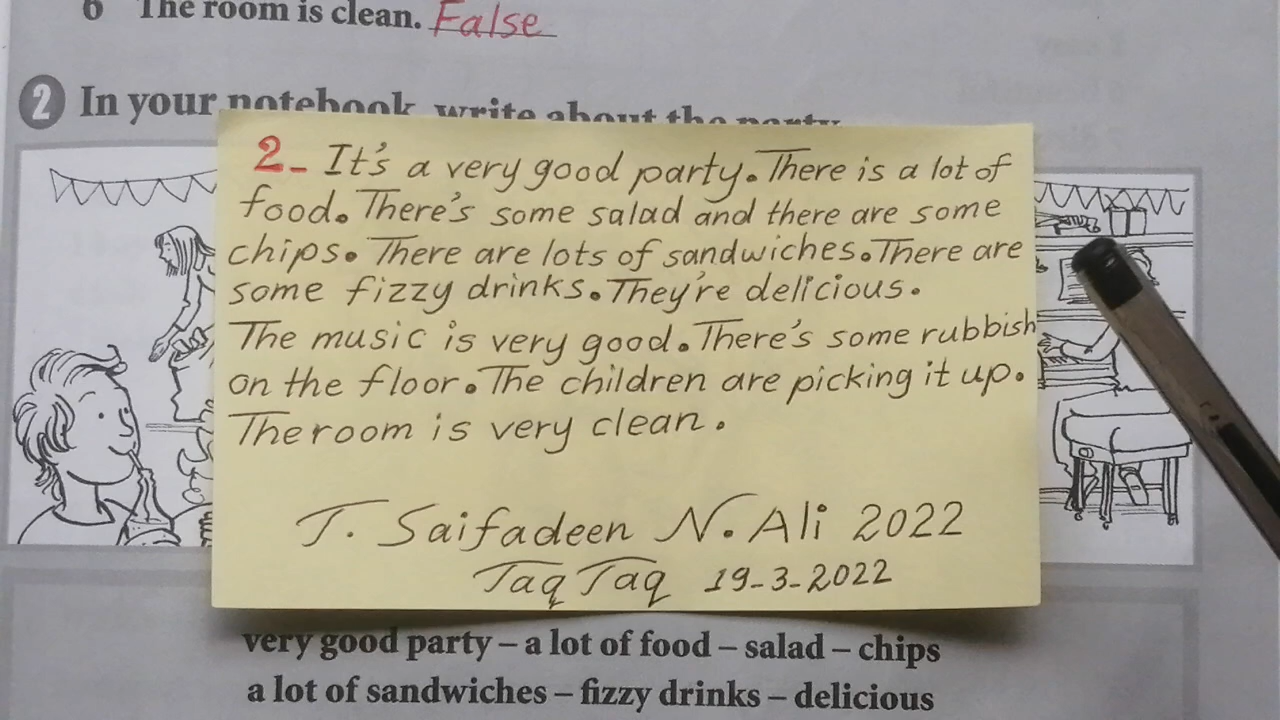 6 The room is clean. False
2 In your notebook, write about the party.
2- It's a very good party. There is a lot of
food. There's some salad and there are some
chips. There are lots of sandwiches. There are
some fizzy drinks. They're delicious.
The music is very good. There's some rubbish
on the floor. The children are picking it up.
The room is very clean.
T. Saifadeen N. Ali 2022
TaqTaq 19-3-2022
very good party – a lot of food – salad – chips
a lot of sandwiches – fizzy drinks – delicious